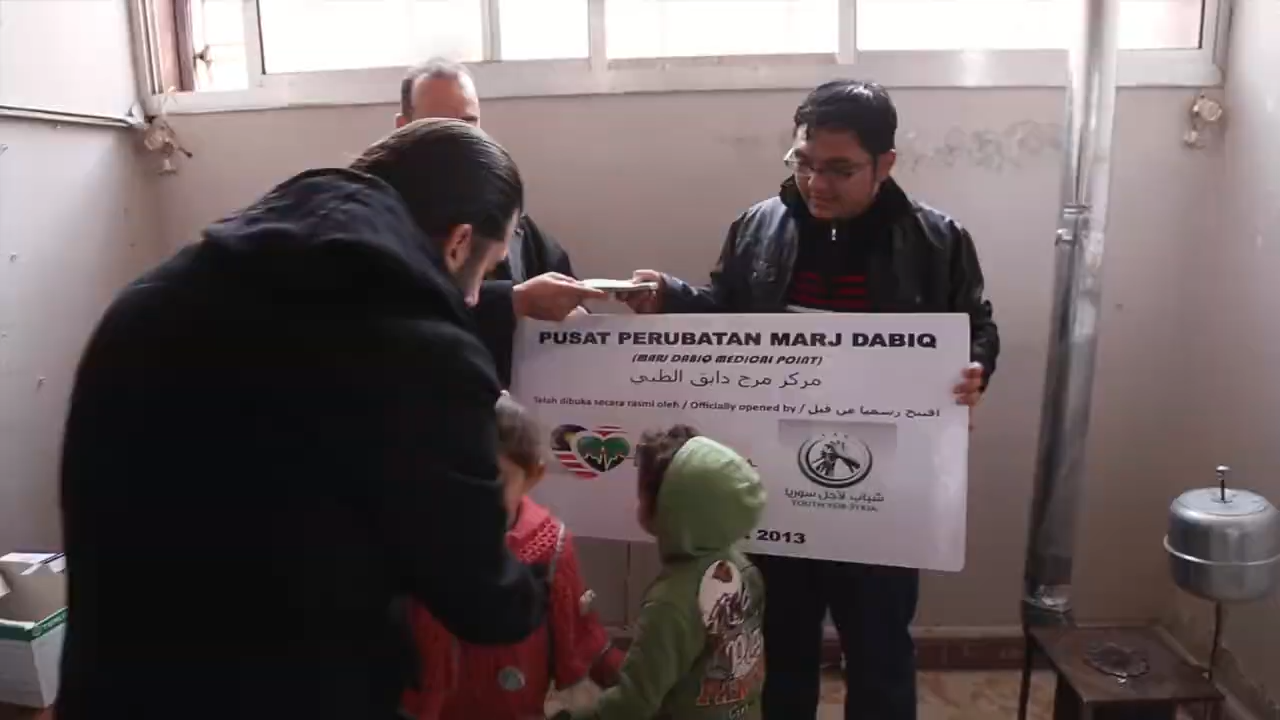 PUSAT PERUBATAN MARJ DABIQ
(MARJ DABIQ MEDICAL POINT)
مركز مرج دابق الطبي
Telah dibuka secara rasmi oleh / Officially opened by / افتتح رسميا من قبل
شباب لأجل سوريا
YOUTH FOR SYRIA
2013